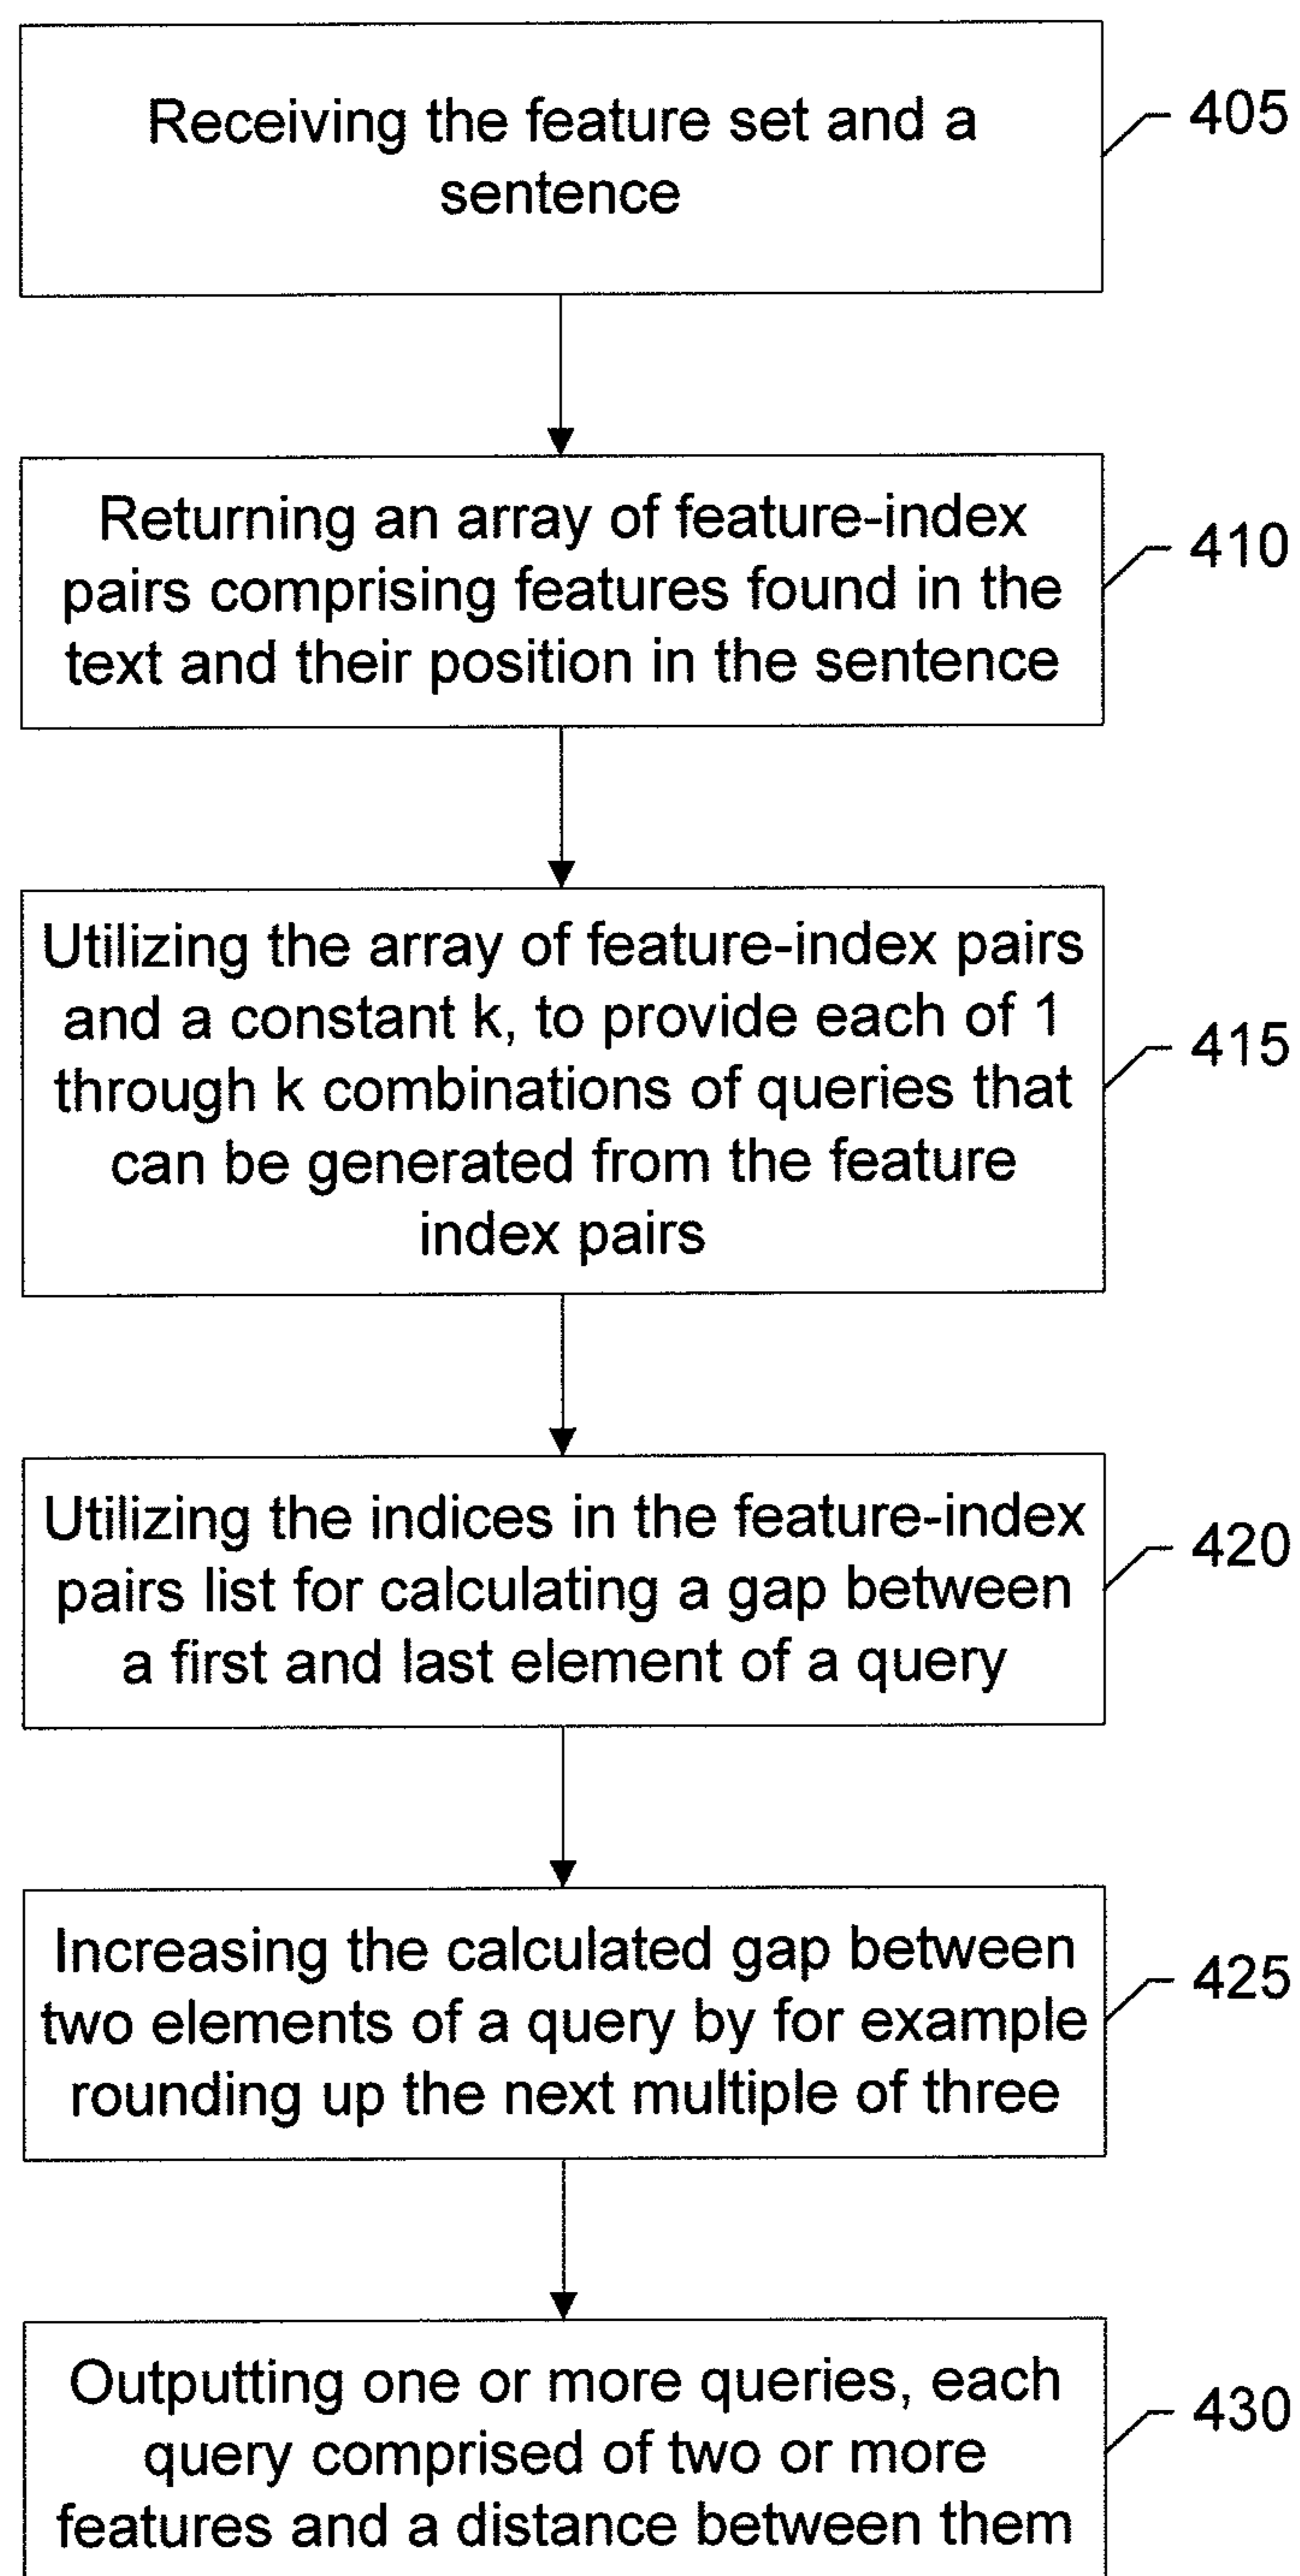 Receiving the feature set and a
sentence
405
Returning an array of feature-index
pairs comprising features found in the
text and their position in the sentence
410
Utilizing the array of feature-index pairs
and a constant k, to provide each of 1
through k combinations of queries that
can be generated from the feature
index pairs
415
Utilizing the indices in the feature-index
pairs list for calculating a gap between
a first and last element of a query
420
Increasing the calculated gap between
two elements of a query by for example
rounding up the next multiple of three
425
Outputting one or more queries, each
query comprised of two or more
features and a distance between them
430